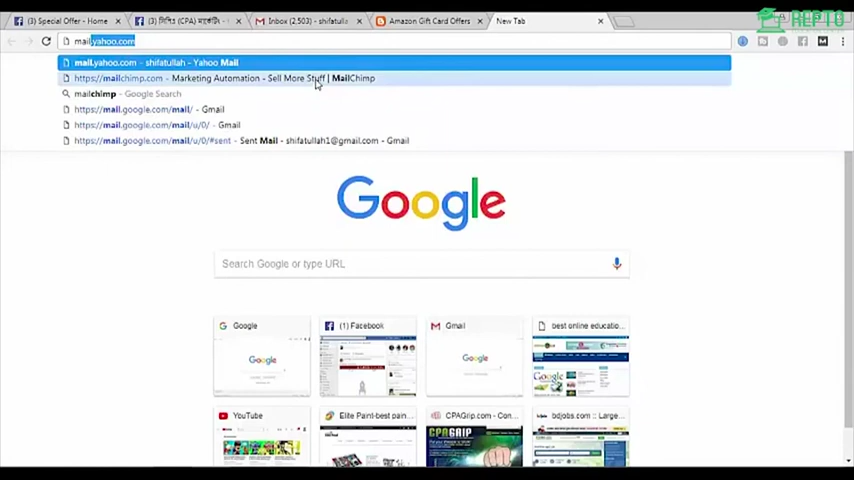 (3) Special Offer - Home
(3) সিপিএ (CPA) মার্কেটিং -
Inbox (2,503) - shifatulla
Amazon Gift Card Offers
New Tab
REPTO
mail.yahoo.com
mail.yahoo.com - shifatullah - Yahoo Mail
https://mailchimp.com - Marketing Automation - Sell More Stuff | MailChimp
mailchimp - Google Search
https://mail.google.com/mail/ - Gmail
https://mail.google.com/mail/u/0/ - Gmail
https://mail.google.com/mail/u/0/#sent - Sent Mail - shifatullah1@gmail.com - Gmail
Google
Search Google or type URL
Google
(1) Facebook
Gmail
best online educatio...
Google
Google
YouTube
Elite Paint-best pain...
CPAGrip.com - Con...
bdjobs.com :: Large...
CPAGRIP